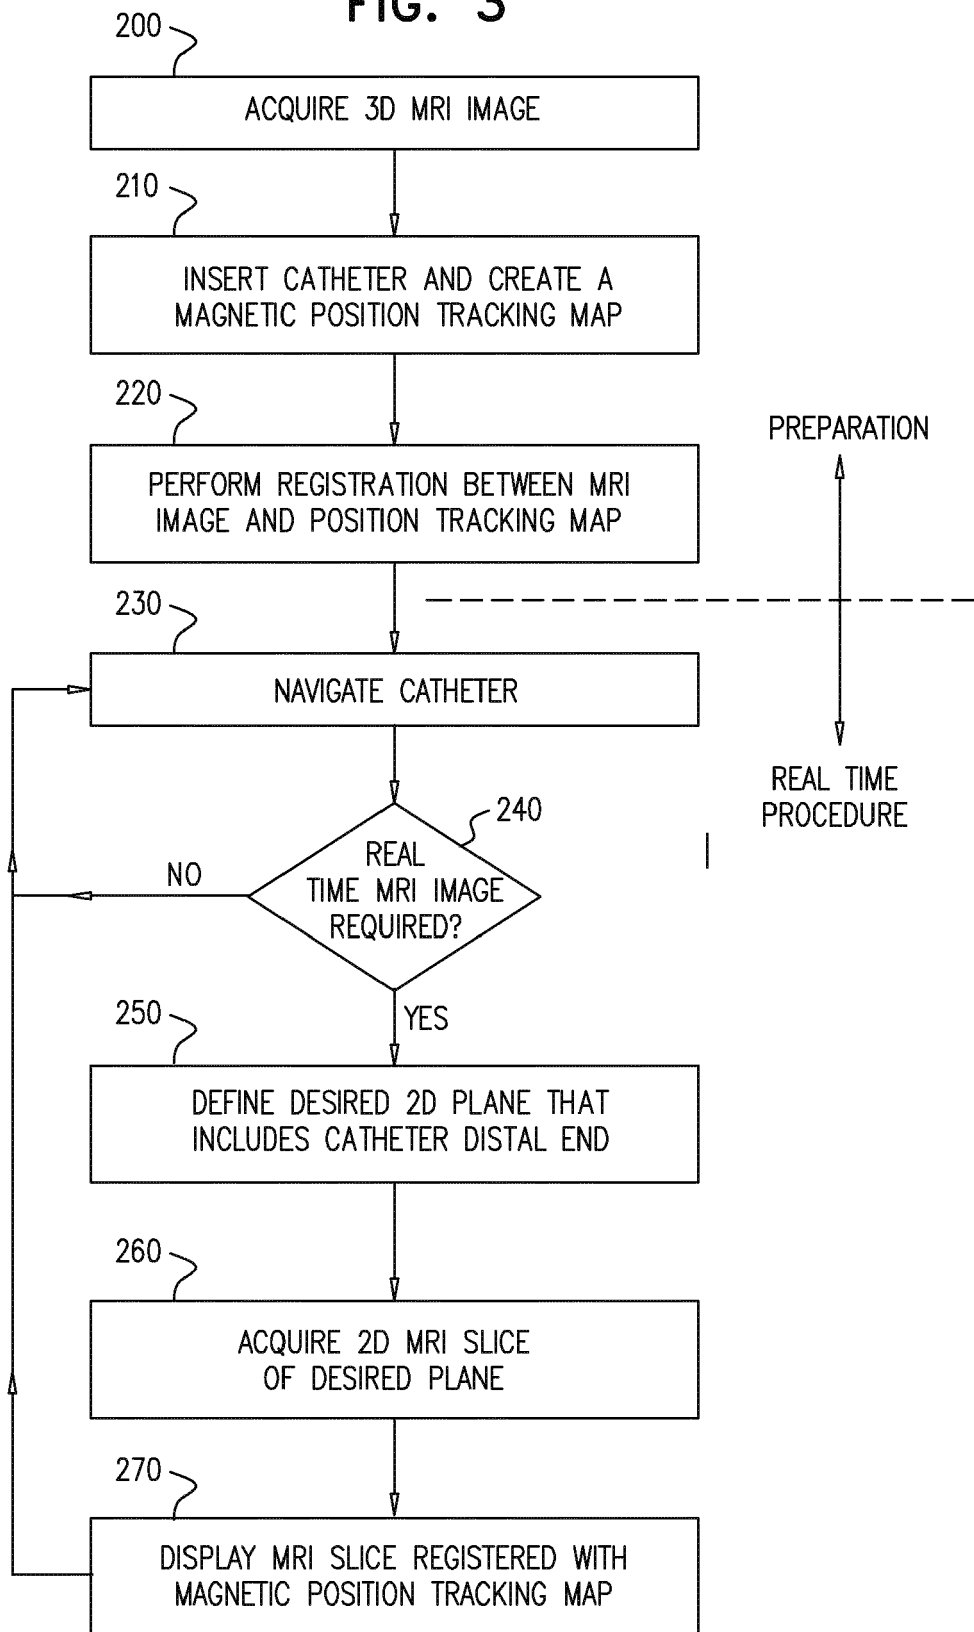 FIG. 3
200
ACQUIRE 3D MRI IMAGE
210
INSERT CATHETER AND CREATE A
MAGNETIC POSITION TRACKING MAP
220
PERFORM REGISTRATION BETWEEN MRI
IMAGE AND POSITION TRACKING MAP
PREPARATION
230
NAVIGATE CATHETER
REAL TIME
PROCEDURE
240
REAL
TIME MRI IMAGE
REQUIRED?
NO
YES
250
DEFINE DESIRED 2D PLANE THAT
INCLUDES CATHETER DISTAL END
260
ACQUIRE 2D MRI SLICE
OF DESIRED PLANE
270
DISPLAY MRI SLICE REGISTERED WITH
MAGNETIC POSITION TRACKING MAP